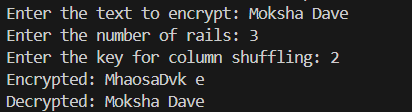 Enter the text to encrypt: Moksha Dave
Enter the number of rails: 3
Enter the key for column shuffling: 2
Encrypted: MhaosaDvk e
Decrypted: Moksha Dave